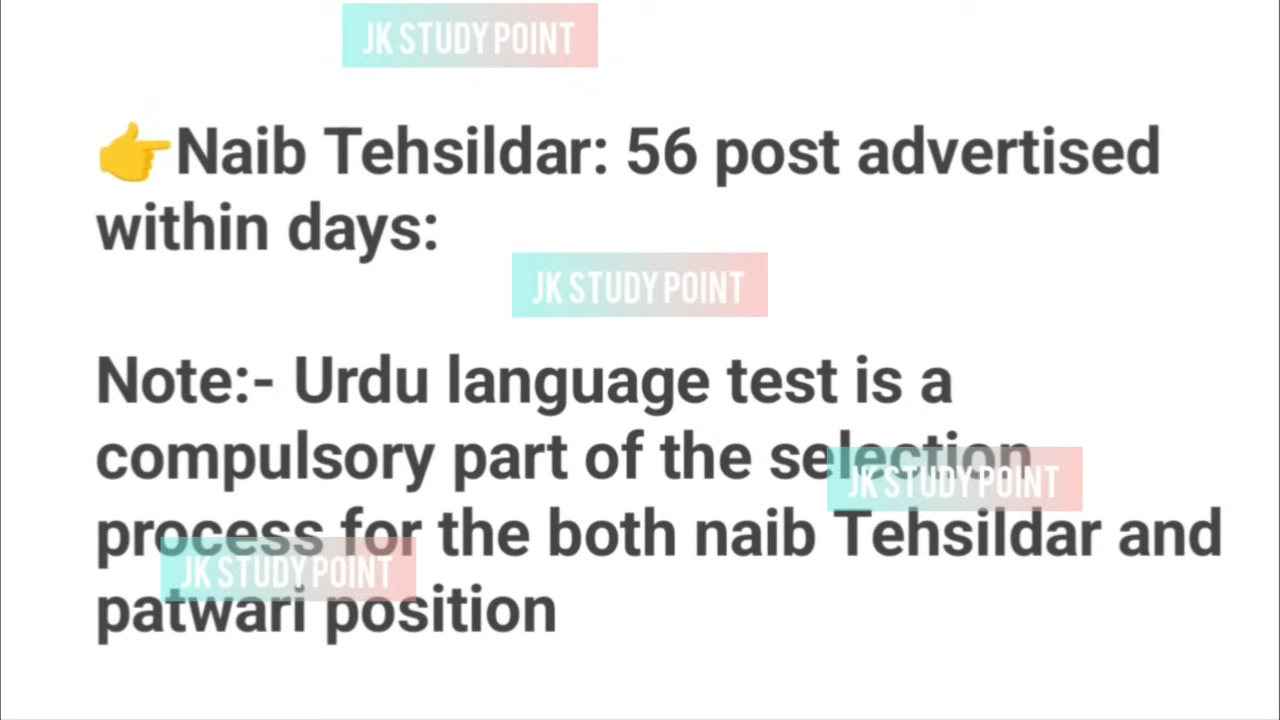 JK STUDY POINT
👉Naib Tehsildar: 56 post advertised
within days:
JK STUDY POINT
Note:- Urdu language test is a
compulsory part of the selection
JK STUDY POINT
process for the both naib Tehsildar and
JK STUDY POINT
patwari position